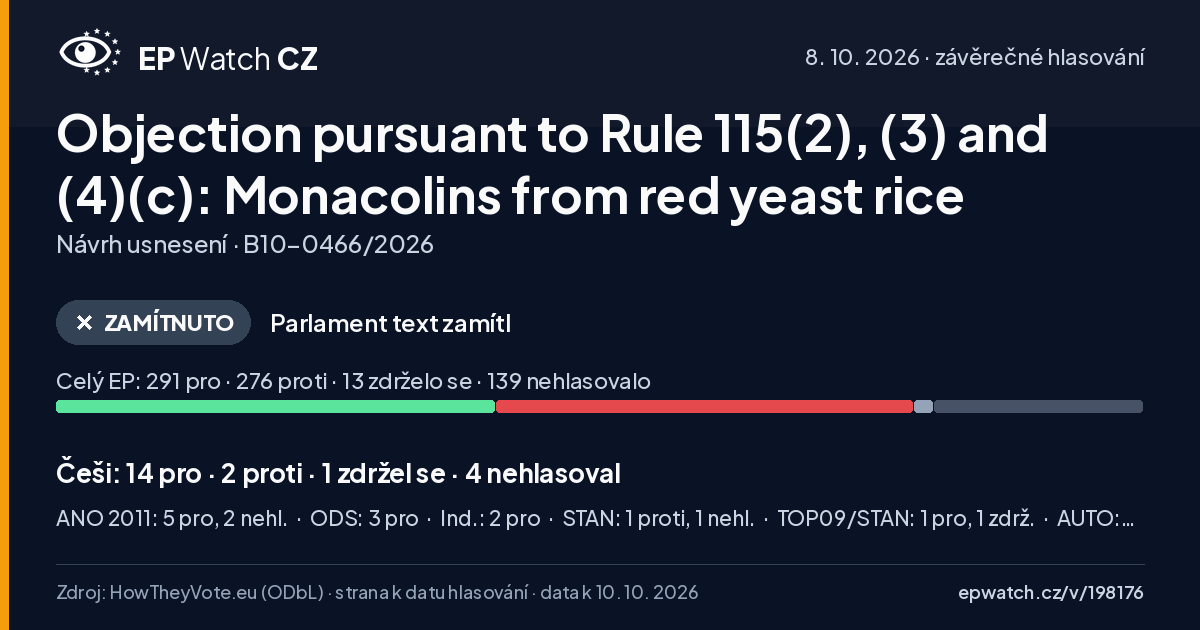 EP Watch CZ
8. 10. 2026 · závěrečné hlasování
Objection pursuant to Rule 115(2), (3) and
(4)(c): Monacolins from red yeast rice
Návrh usnesení · B10–0466/2026
✕ ZAMÍTNUTO
Parlament text zamítl
Celý EP: 291 pro · 276 proti · 13 zdrželo se · 139 nehlasovalo
Češi: 14 pro · 2 proti · 1 zdržel se · 4 nehlasoval
ANO 2011: 5 pro, 2 nehl. · ODS: 3 pro · Ind.: 2 pro · STAN: 1 proti, 1 nehl. · TOP09/STAN: 1 pro, 1 zdrž. · AUTO:…
Zdroj: HowTheyVote.eu (ODbL) · strana k datu hlasování · data k 10. 10. 2026
epwatch.cz/v/198176